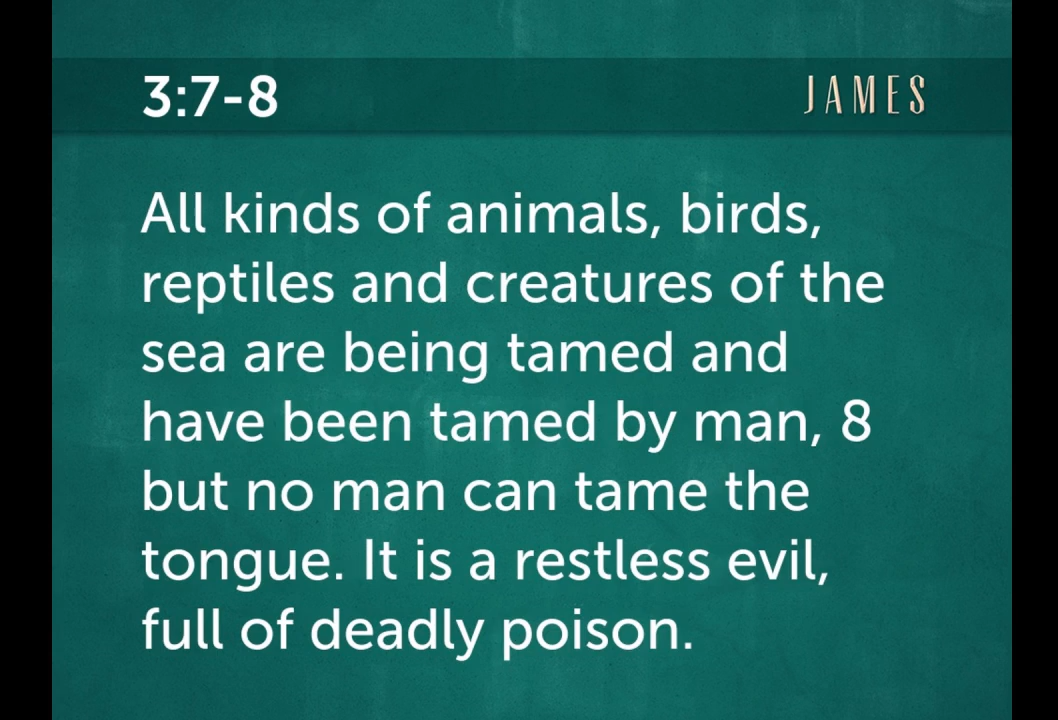 3:7-8 JAMES
All kinds of animals, birds,
reptiles and creatures of the
sea are being tamed and
have been tamed by man, 8
but no man can tame the
tongue. It is a restless evil,
full of deadly poison.